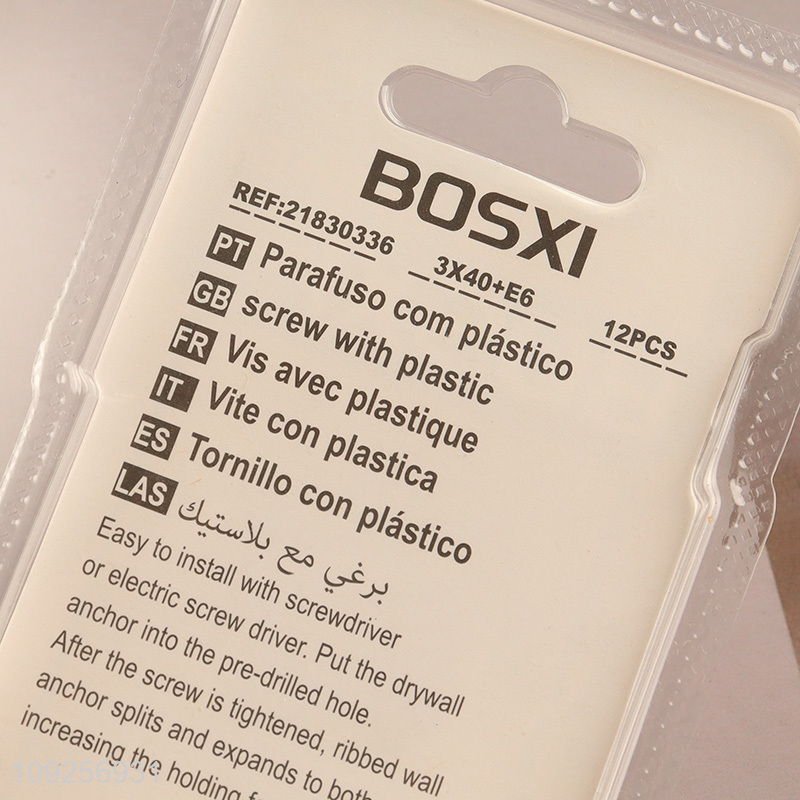 BOSXI
REF:21830336 3X40+E6 12PCS
PT Parafuso com plástico
GB screw with plastic
FR Vis avec plastique
IT Vite con plastica
ES Tornillo con plástico
LAS برغي مع بلاستيك
Easy to install with screwdriver
or electric screw driver. Put the drywall
anchor into the pre-drilled hole.
After the screw is tightened, ribbed wall
anchor splits and expands to both
increasing the holding